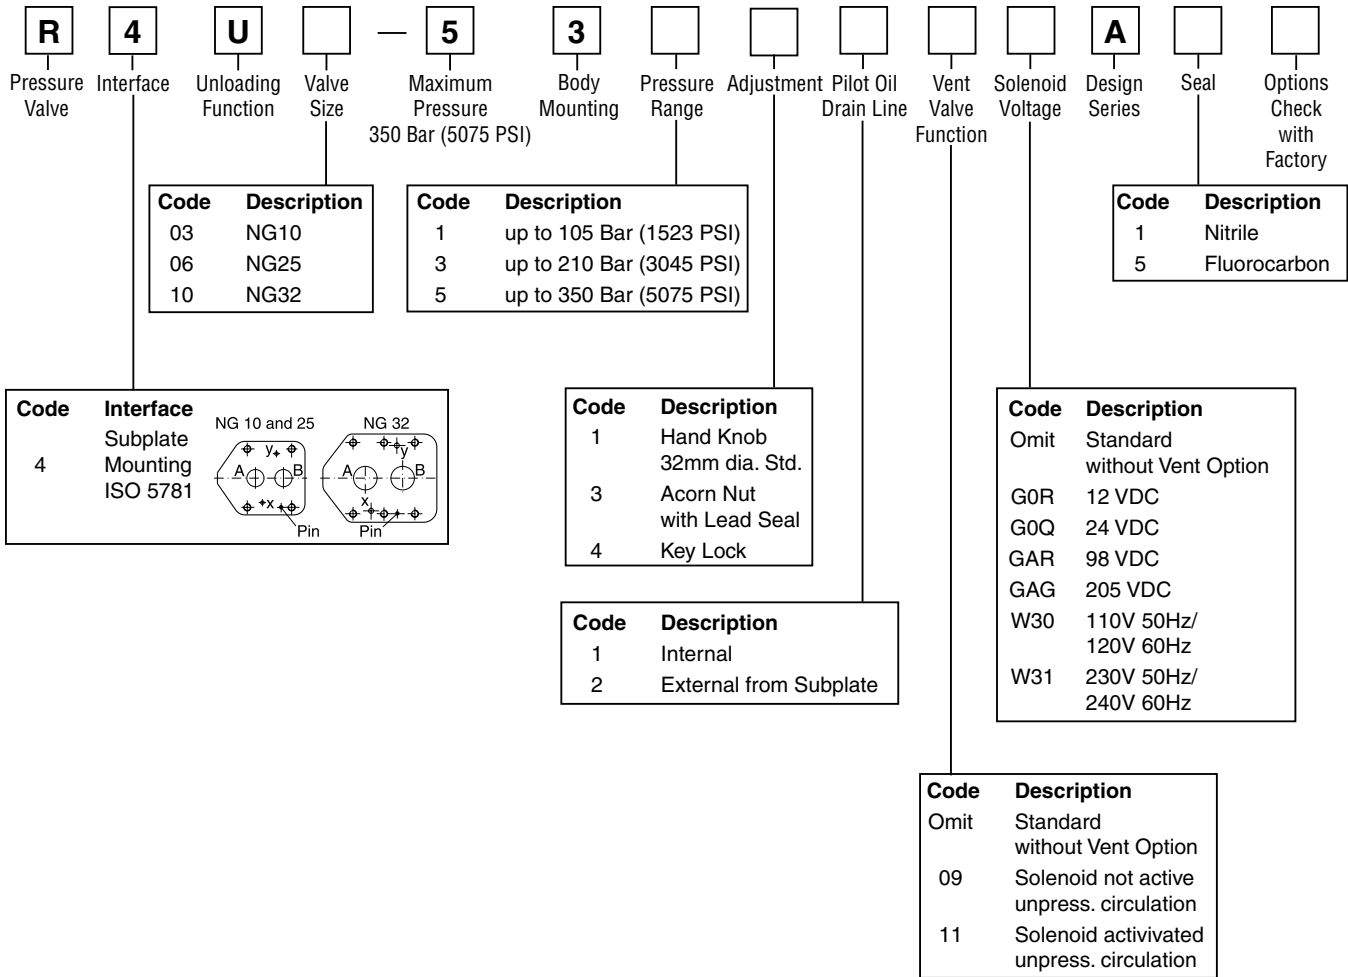 R 4 U — 5 3 A
Pressure Valve
Interface
Unloading Function
Valve Size
Maximum Pressure 350 Bar (5075 PSI)
Body Mounting
Pressure Range
Adjustment
Pilot Oil Drain Line
Vent Valve Function
Solenoid Voltage
Design Series
Seal
Options Check with Factory
Code Description
03 NG10
06 NG25
10 NG32
Code Description
1 up to 105 Bar (1523 PSI)
3 up to 210 Bar (3045 PSI)
5 up to 350 Bar (5075 PSI)
Code Description
1 Nitrile
5 Fluorocarbon
Code Interface
4 Subplate Mounting ISO 5781
NG 10 and 25
y
A B
x
Pin
NG 32
y
A B
x
Pin
Code Description
1 Hand Knob
32mm dia. Std.
3 Acorn Nut
with Lead Seal
4 Key Lock
Code Description
Omit Standard
without Vent Option
G0R 12 VDC
G0Q 24 VDC
GAR 98 VDC
GAG 205 VDC
W30 110V 50Hz/
120V 60Hz
W31 230V 50Hz/
240V 60Hz
Code Description
1 Internal
2 External from Subplate
Code Description
Omit Standard
without Vent Option
09 Solenoid not active
unpress. circulation
11 Solenoid activivated
unpress. circulation